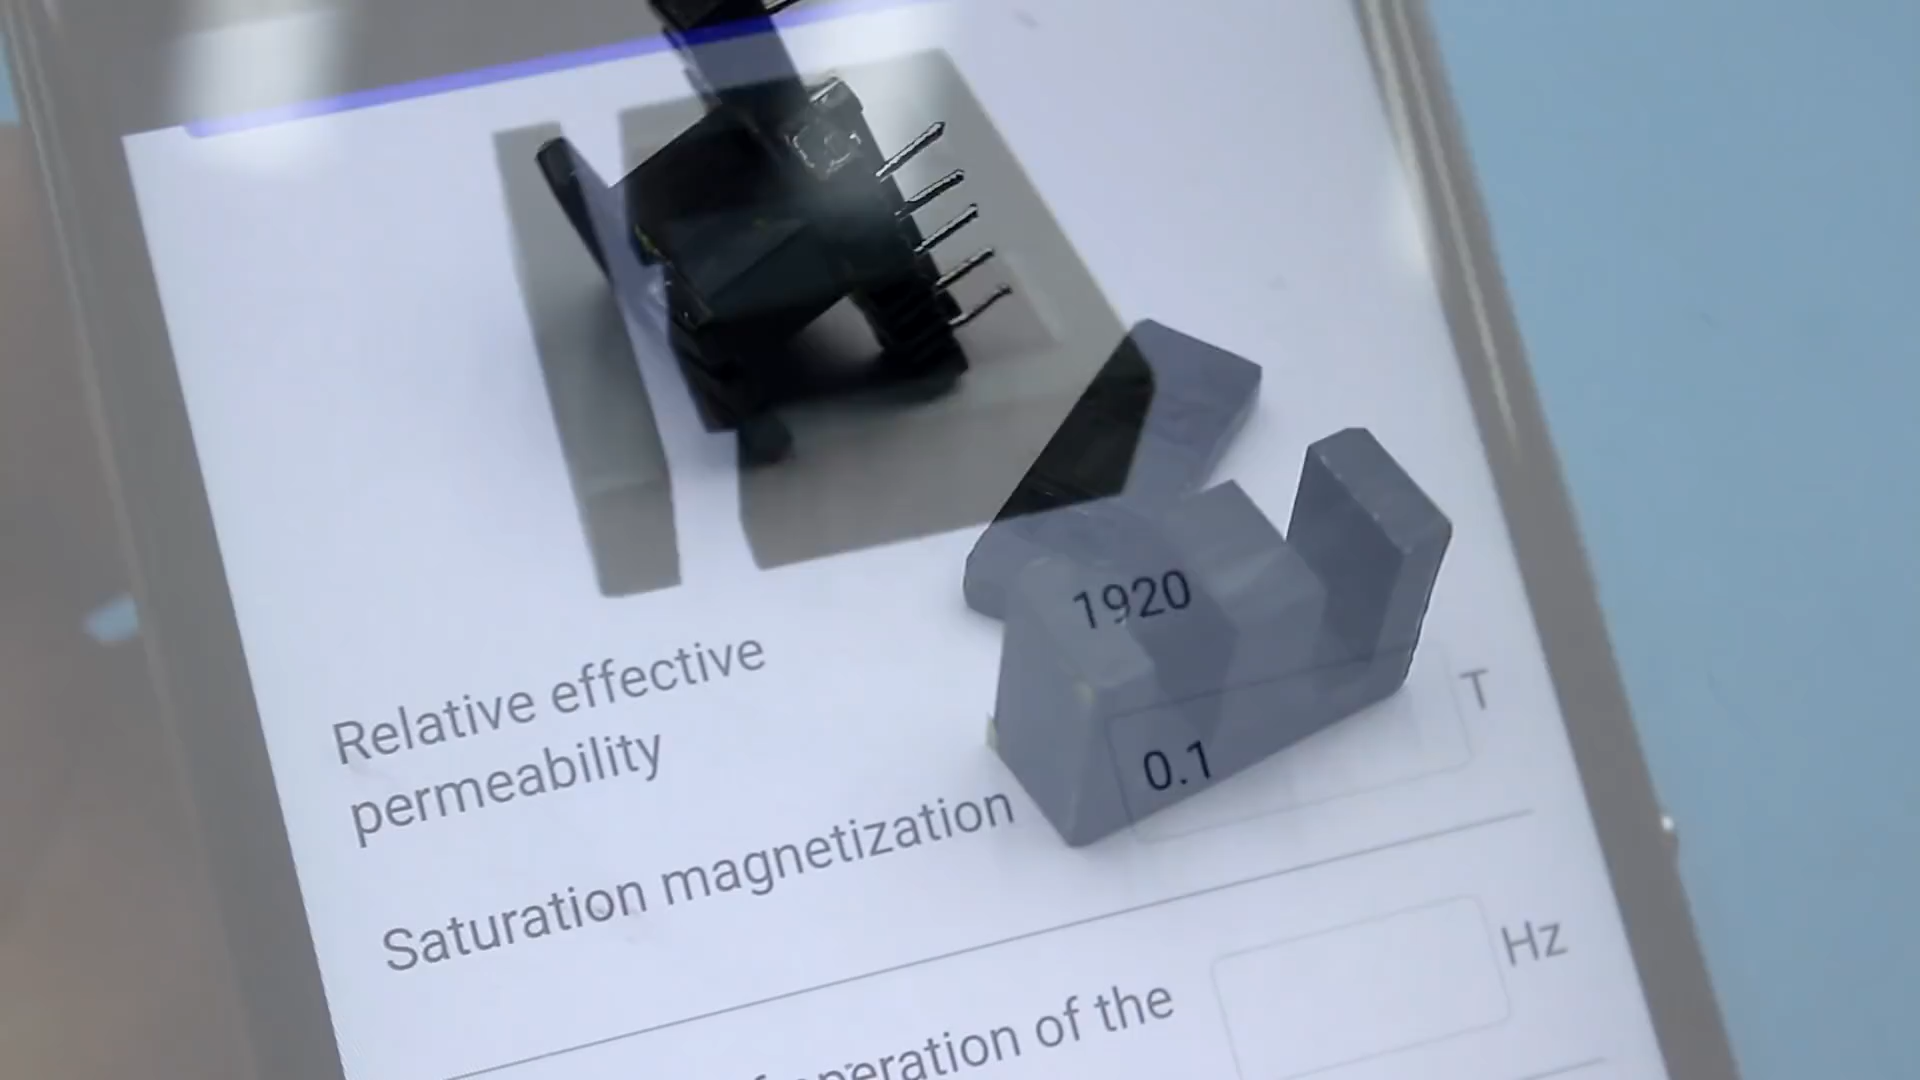 1920
Relative effective
permeability
T
0.1
Saturation magnetization
Hz
operation of the